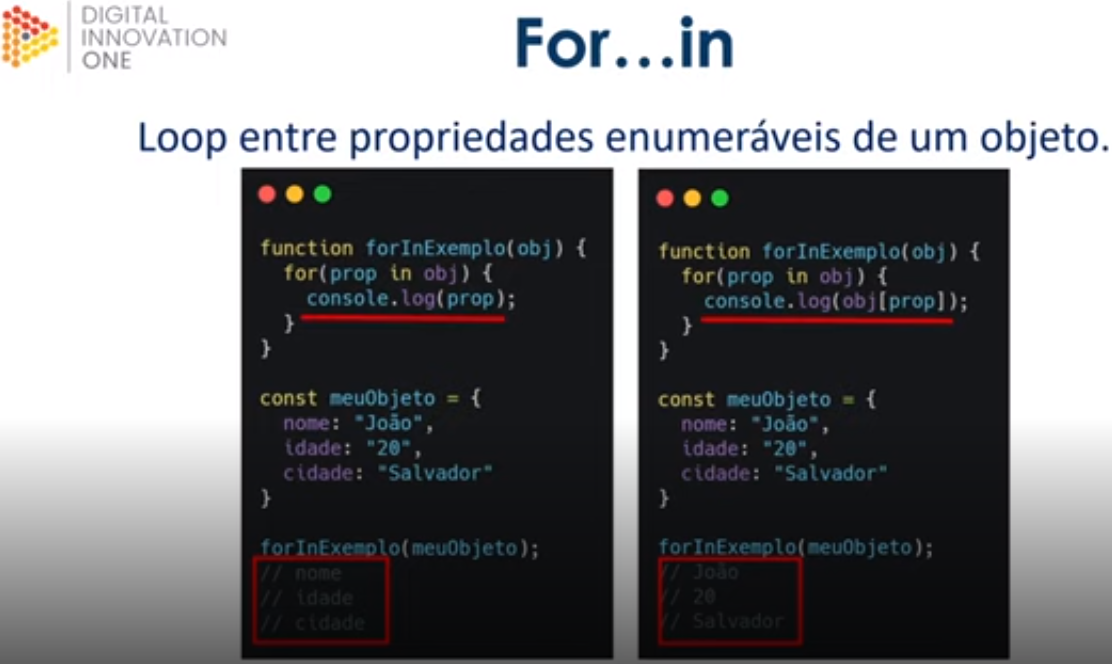 DIGITAL
INNOVATION
ONE
For...in
Loop entre propriedades enumeráveis de um objeto.
function forInExemplo(obj) {
for(prop in obj) {
console.log(prop);
}
}
const meuObjeto = {
nome: "João",
idade: "20",
cidade: "Salvador"
}
forInExemplo(meuObjeto);
// nome
// idade
// cidade
function forInExemplo(obj) {
for(prop in obj) {
console.log(obj[prop]);
}
}
const meuObjeto = {
nome: "João",
idade: "20",
cidade: "Salvador"
}
forInExemplo(meuObjeto);
// João
// 20
// Salvador